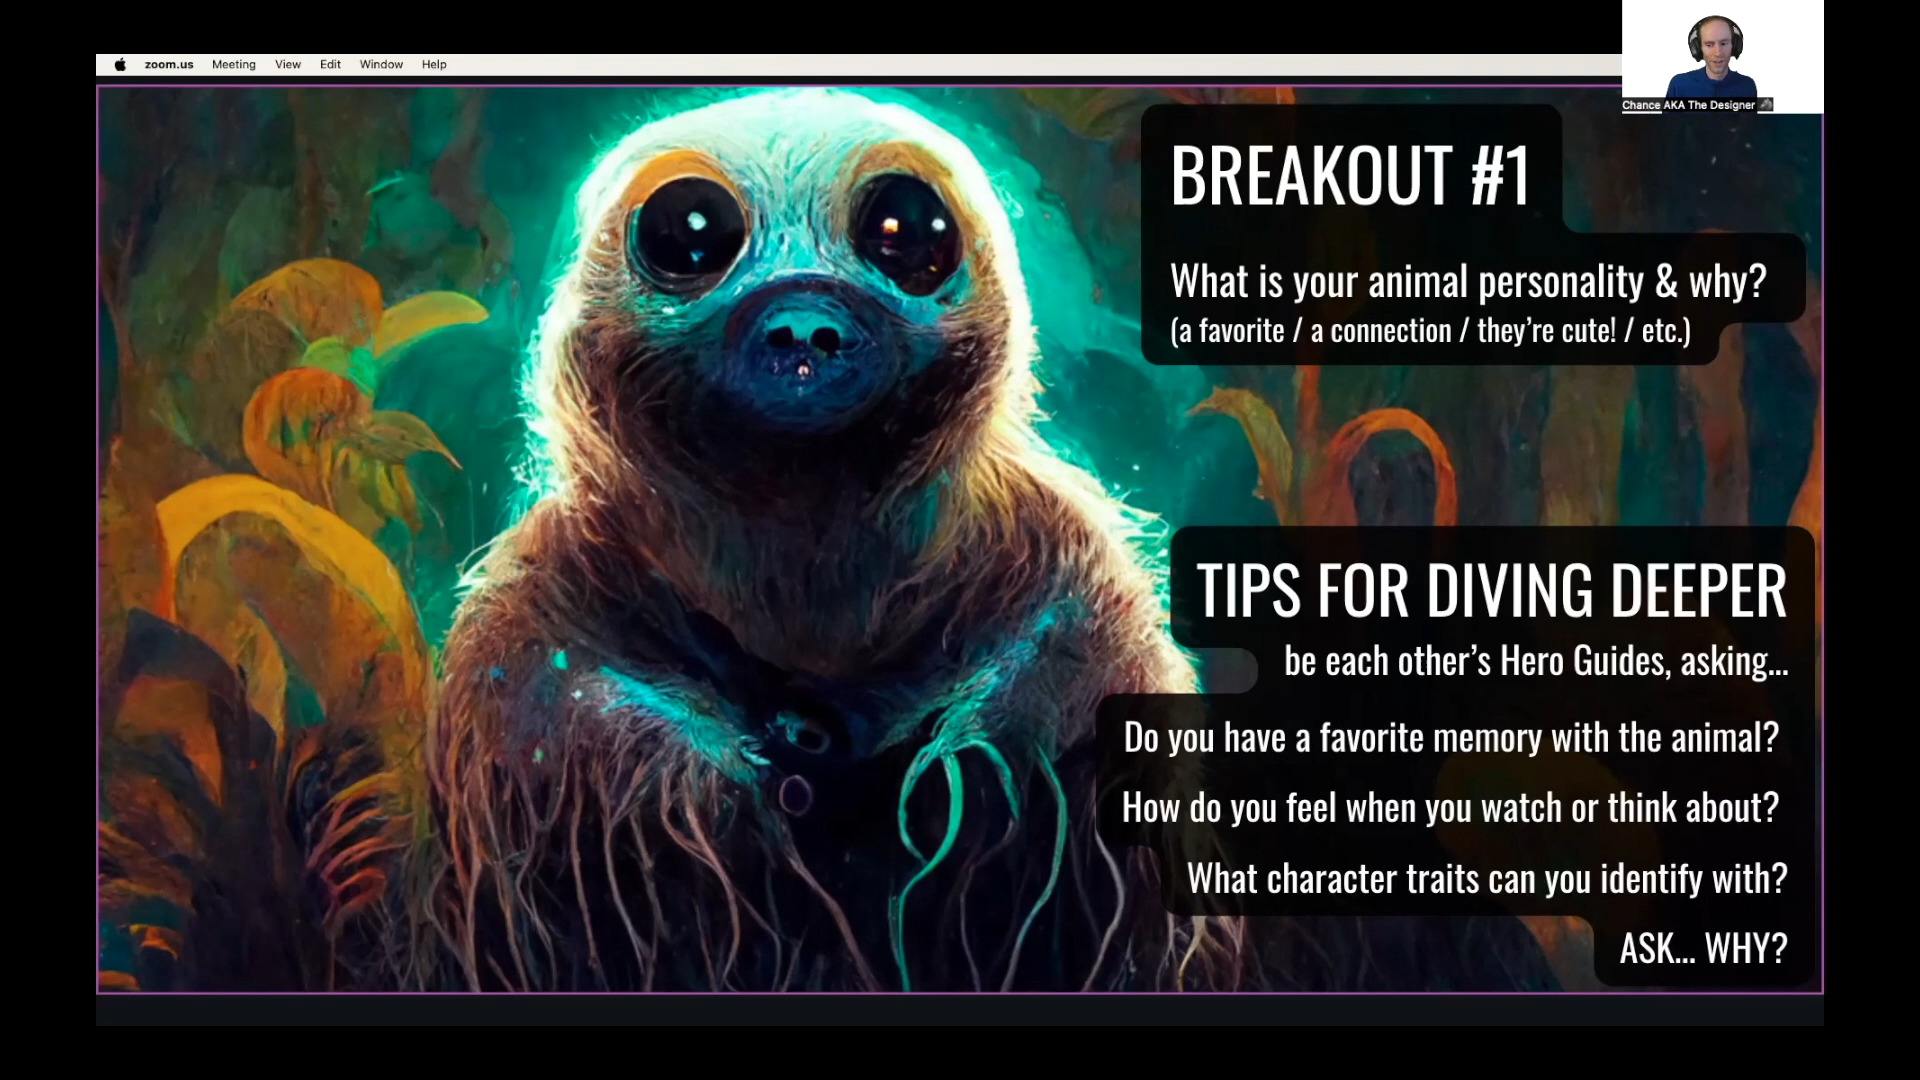 zoom.us Meeting View Edit Window Help
Chance AKA The Designer
BREAKOUT #1
What is your animal personality & why?
(a favorite / a connection / they're cute! / etc.)
TIPS FOR DIVING DEEPER
be each other's Hero Guides, asking...
Do you have a favorite memory with the animal?
How do you feel when you watch or think about?
What character traits can you identify with?
ASK... WHY?